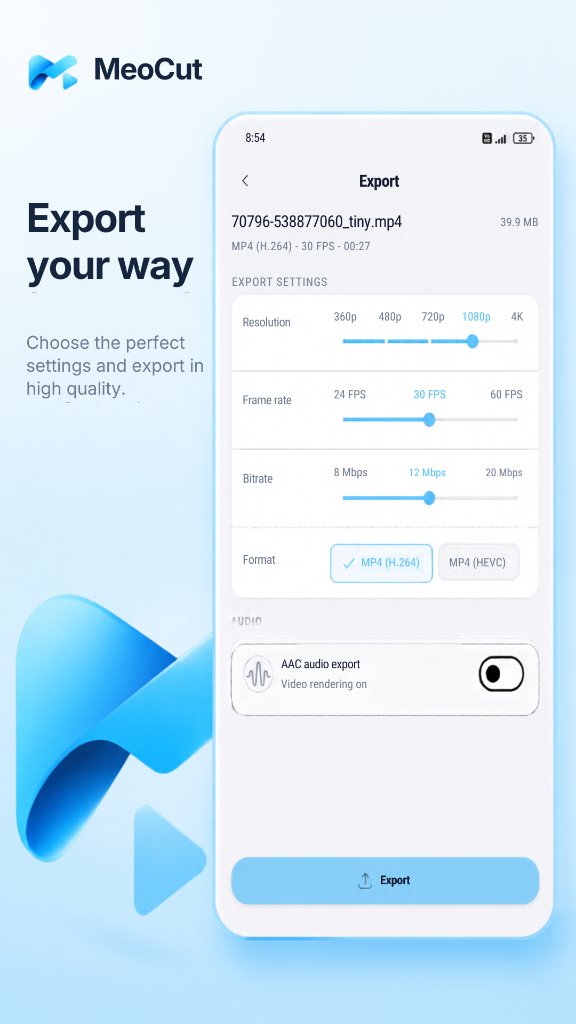 MeoCut
Export
your way
Choose the perfect
settings and export in
high quality.
8:54
35
Export
70796-538877060_tiny.mp4
39.9 MB
MP4 (H.264) - 30 FPS - 00:27
EXPORT SETTINGS
Resolution
360p 480p 720p 1080p 4K
Frame rate
24 FPS 30 FPS 60 FPS
Bitrate
8 Mbps 12 Mbps 20 Mbps
Format
MP4 (H.264) MP4 (HEVC)
AUDIO
AAC audio export
Video rendering on
Export